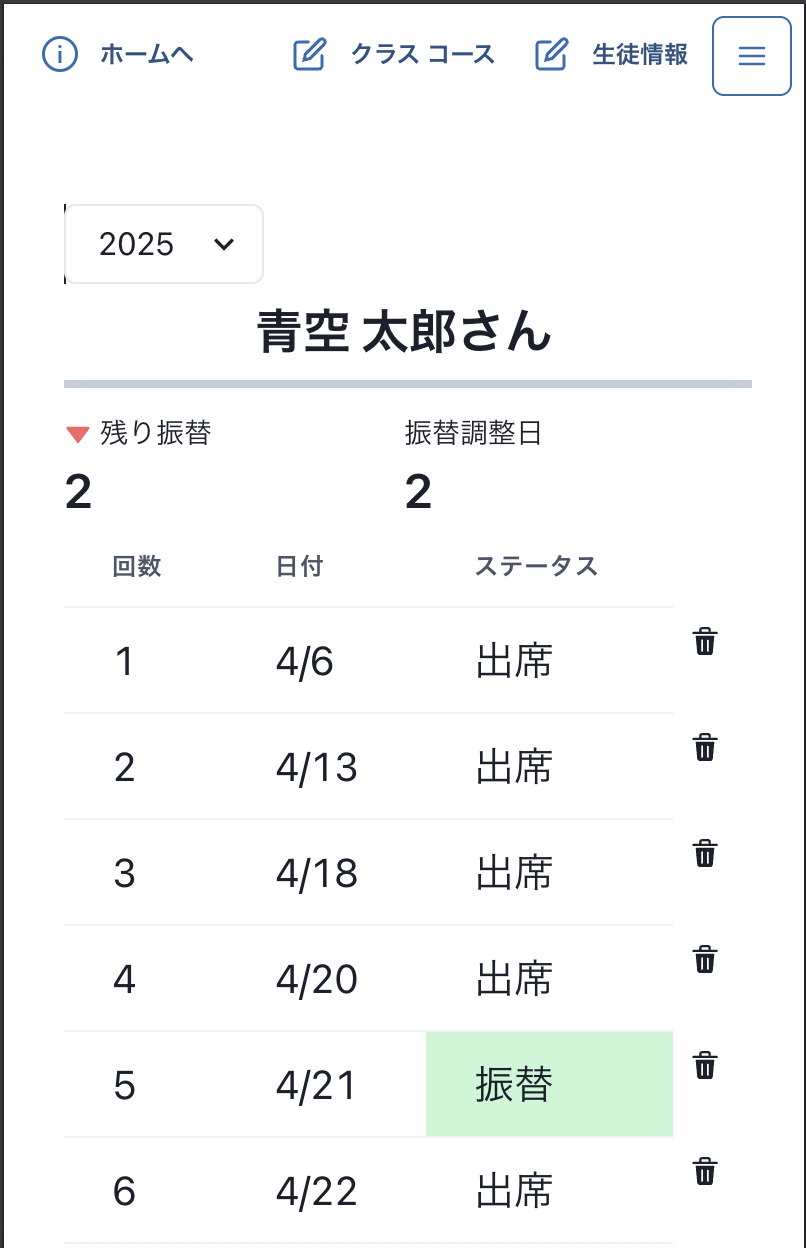 ホームへ クラス コース 生徒情報
2025
青空 太郎さん
残り振替 振替調整日
2 2
回数 日付 ステータス
1 4/6 出席
2 4/13 出席
3 4/18 出席
4 4/20 出席
5 4/21 振替
6 4/22 出席